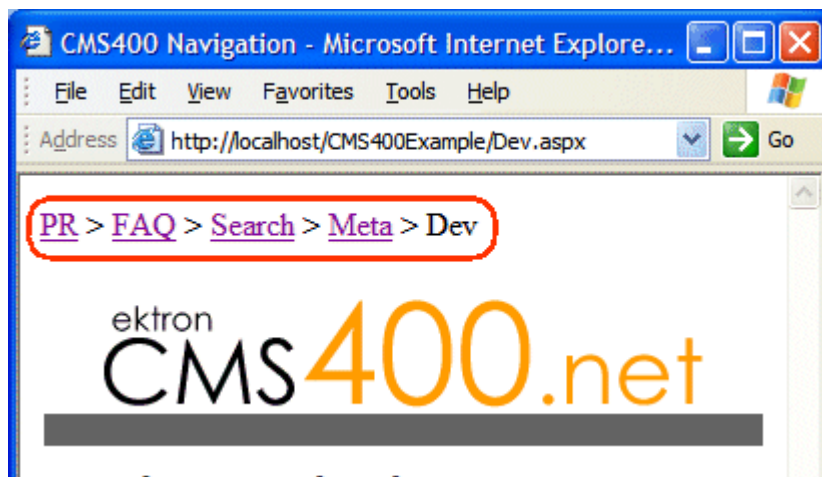 CMS400 Navigation - Microsoft Internet Explore...
File Edit View Favorites Tools Help
Address http://localhost/CMS400Example/Dev.aspx Go
PR > FAQ > Search > Meta > Dev
ektron
CMS400.net